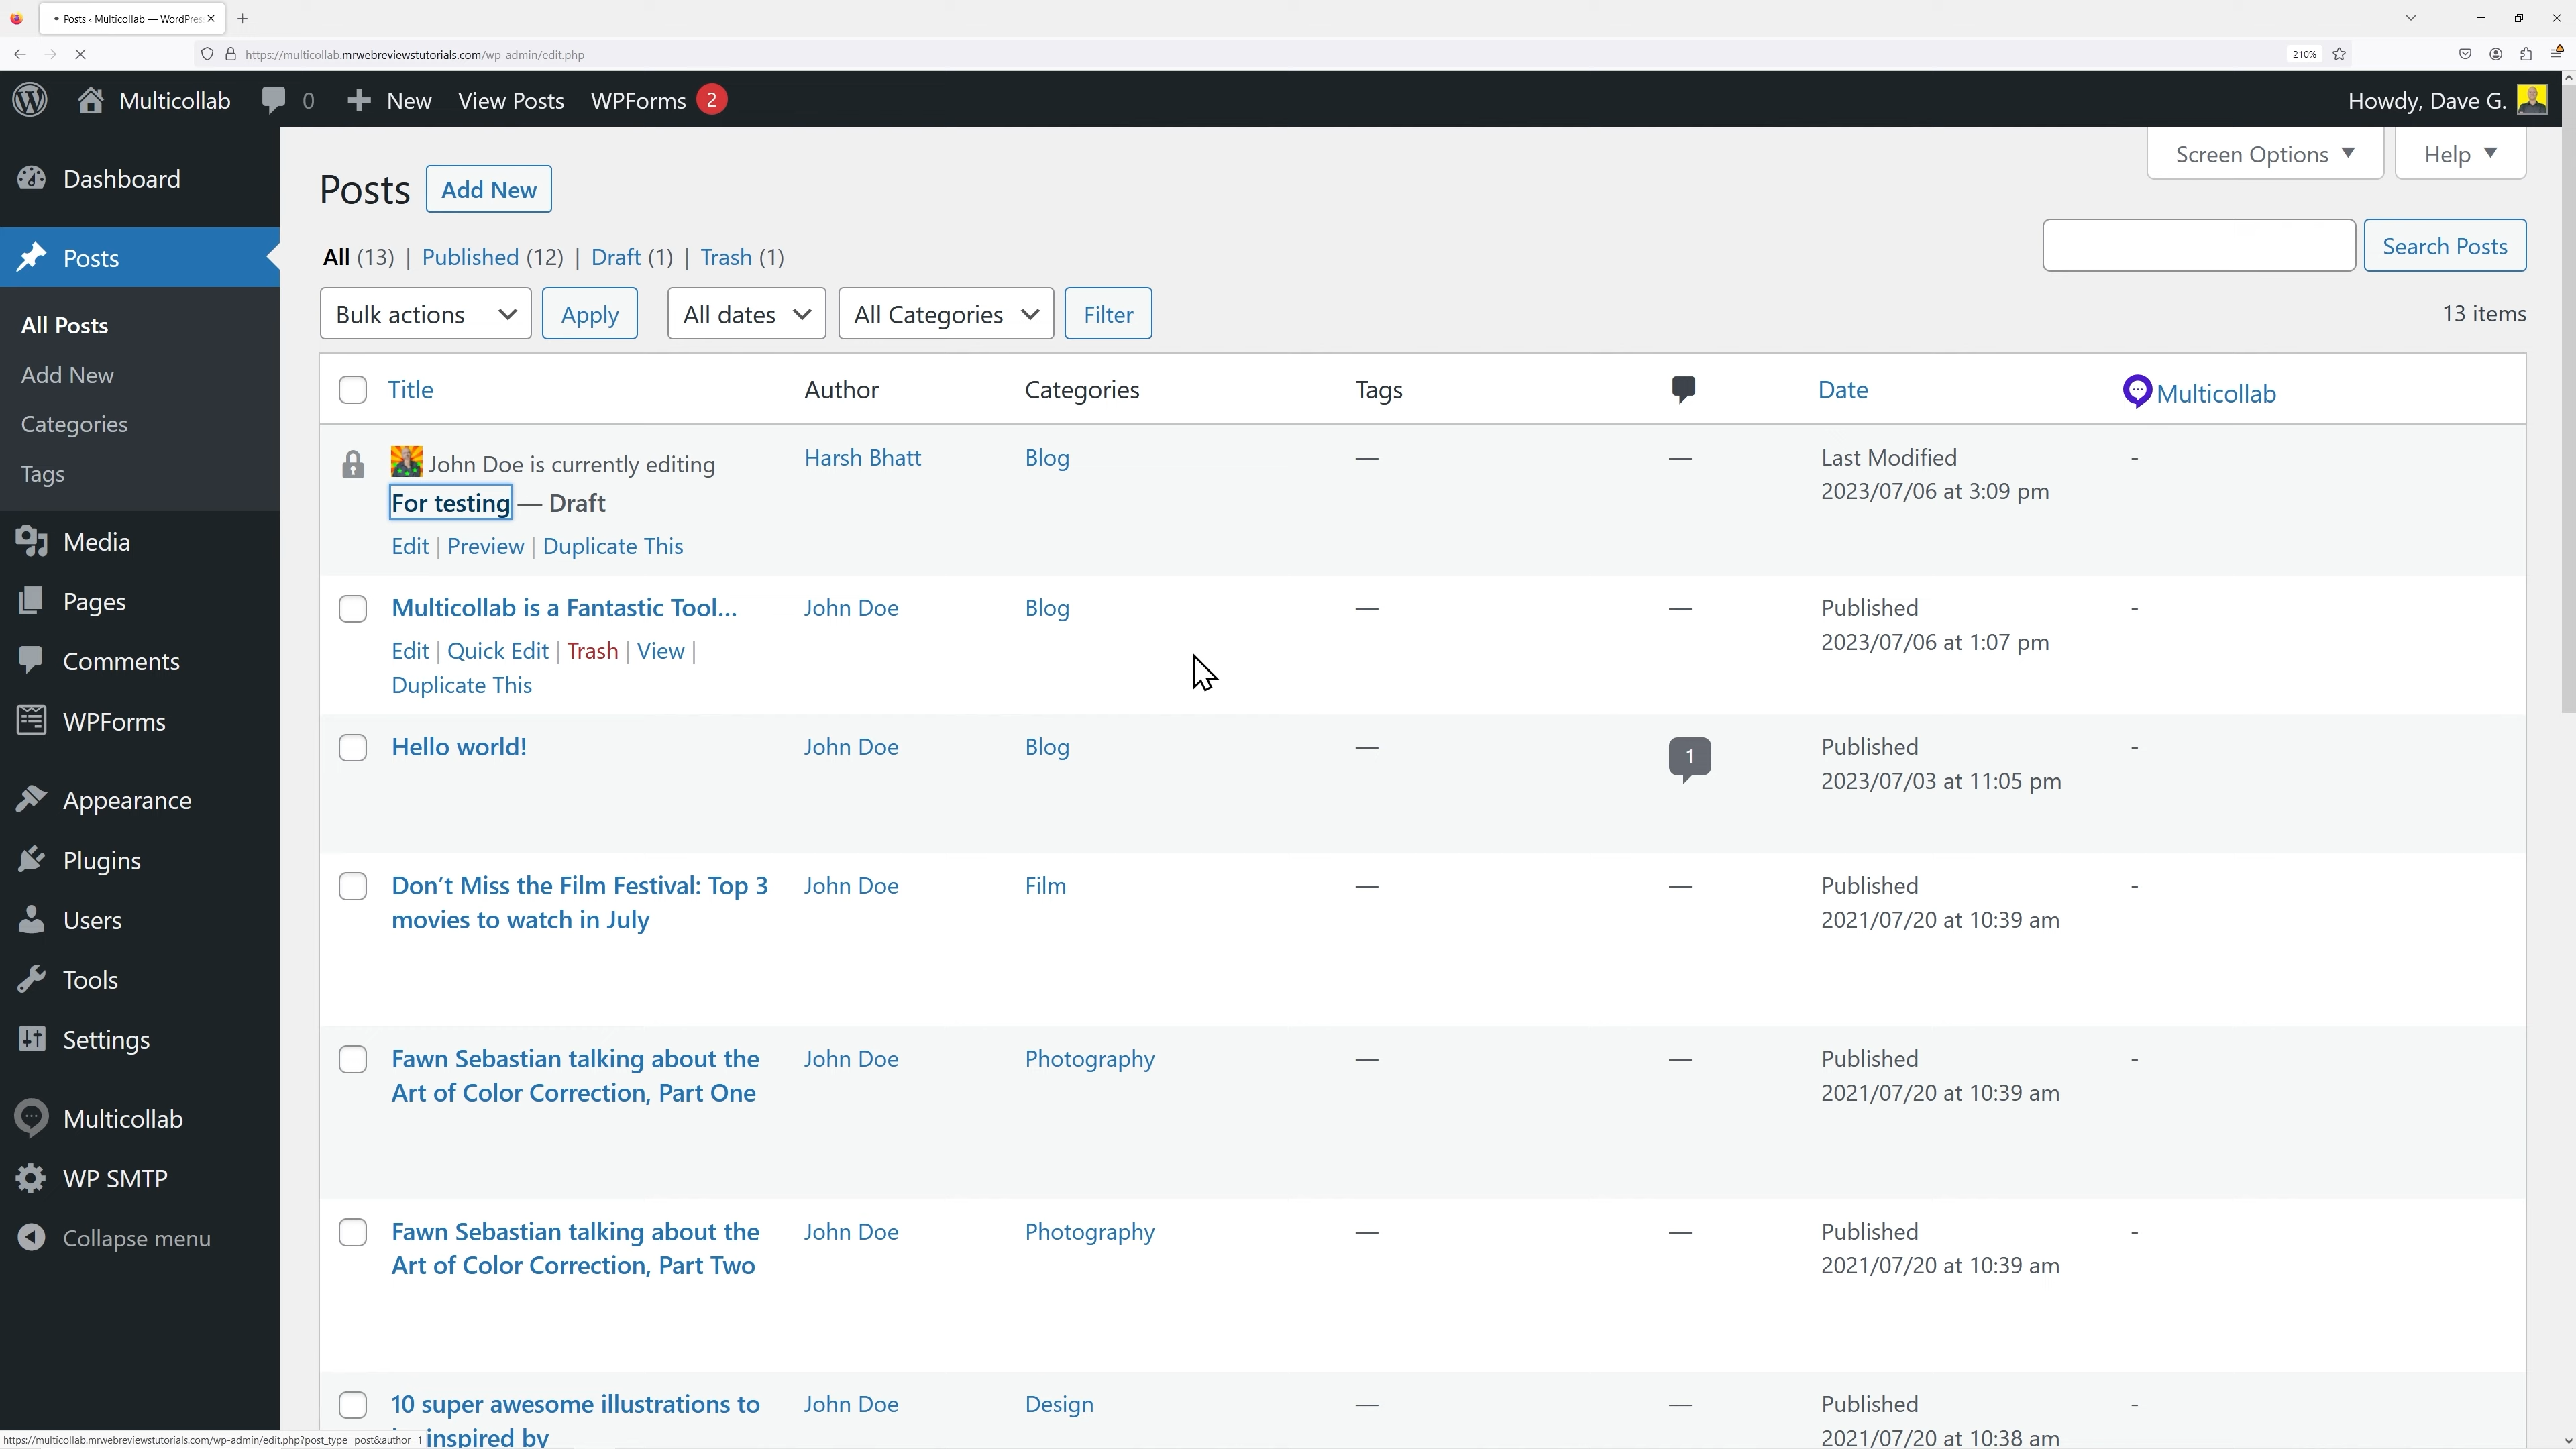 Posts ‹ Multicollab — WordPres
https://multicollab.mrwebreviewstutorials.com/wp-admin/edit.php
210%
Multicollab
0
New
View Posts
WPForms
2
Howdy, Dave G.
Dashboard
Posts
All Posts
Add New
Categories
Tags
Media
Pages
Comments
WPForms
Appearance
Plugins
Users
Tools
Settings
Multicollab
WP SMTP
Collapse menu
Screen Options
Help
Posts
Add New
All (13) | Published (12) | Draft (1) | Trash (1)
Search Posts
Bulk actions
Apply
All dates
All Categories
Filter
13 items
Title
Author
Categories
Tags
Date
Multicollab
John Doe is currently editing
For testing — Draft
Edit | Preview | Duplicate This
Harsh Bhatt
Blog
—
—
Last Modified
2023/07/06 at 3:09 pm
-
Multicollab is a Fantastic Tool...
Edit | Quick Edit | Trash | View |
Duplicate This
John Doe
Blog
—
—
Published
2023/07/06 at 1:07 pm
-
Hello world!
John Doe
Blog
—
1
Published
2023/07/03 at 11:05 pm
-
Don’t Miss the Film Festival: Top 3
movies to watch in July
John Doe
Film
—
—
Published
2021/07/20 at 10:39 am
-
Fawn Sebastian talking about the
Art of Color Correction, Part One
John Doe
Photography
—
—
Published
2021/07/20 at 10:39 am
-
Fawn Sebastian talking about the
Art of Color Correction, Part Two
John Doe
Photography
—
—
Published
2021/07/20 at 10:39 am
-
10 super awesome illustrations to
inspired by
John Doe
Design
—
—
Published
2021/07/20 at 10:38 am
-
https://multicollab.mrwebreviewstutorials.com/wp-admin/edit.php?post_type=post&author=1